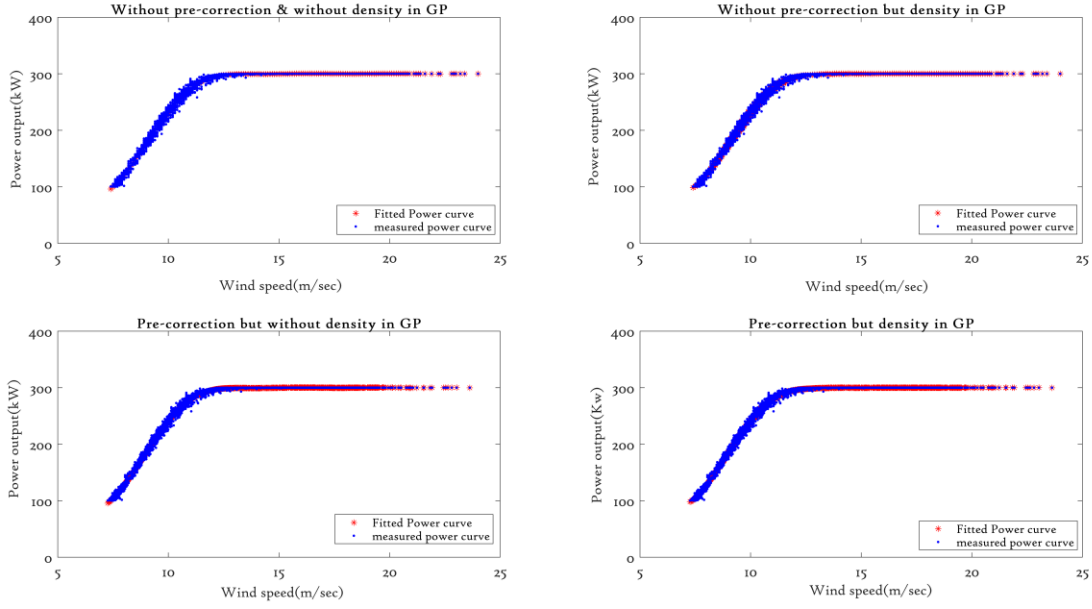 Without pre-correction & without density in GP
400
300
200
100
0
5
10
15
20
25
Power output(kW)
Wind speed(m/sec)
Fitted Power curve
measured power curve
Without pre-correction but density in GP
400
300
200
100
0
5
10
15
20
25
Power output(kW)
Wind speed(m/sec)
Fitted Power curve
measured power curve
Pre-correction but without density in GP
400
300
200
100
0
5
10
15
20
25
Power output(kW)
Wind speed(m/sec)
Fitted Power curve
measured power curve
Pre-correction but density in GP
400
300
200
100
0
5
10
15
20
25
Power output(Kw)
Wind speed(m/sec)
Fitted Power curve
measured power curve